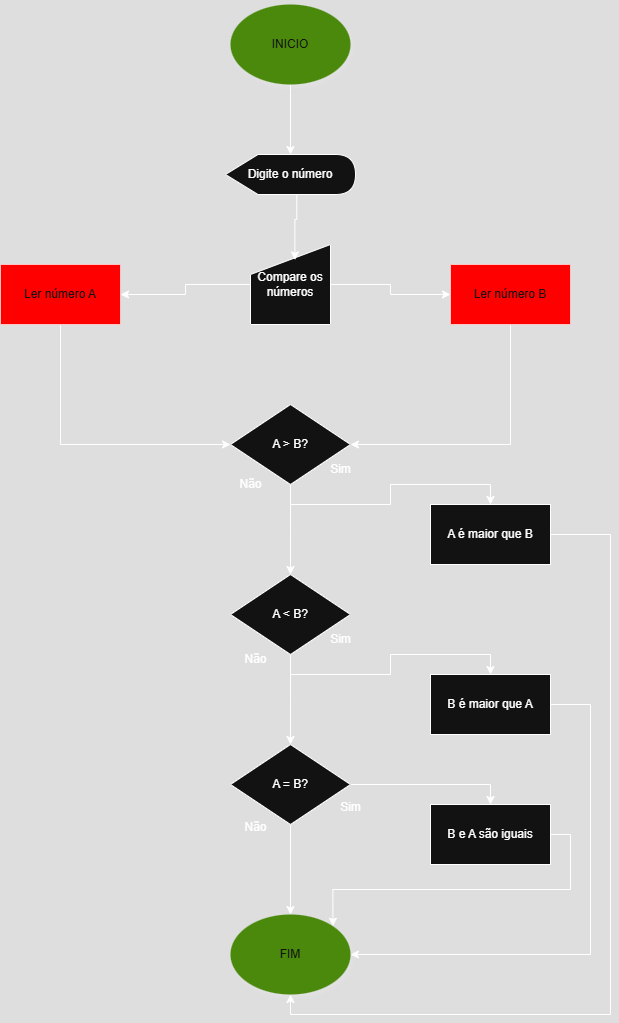 INICIO
Digite o número
Compare os
números
Ler número A
Ler número B
A > B?
Não
Sim
A é maior que B
A < B?
Não
Sim
B é maior que A
A = B?
Não
Sim
B e A são iguais
FIM